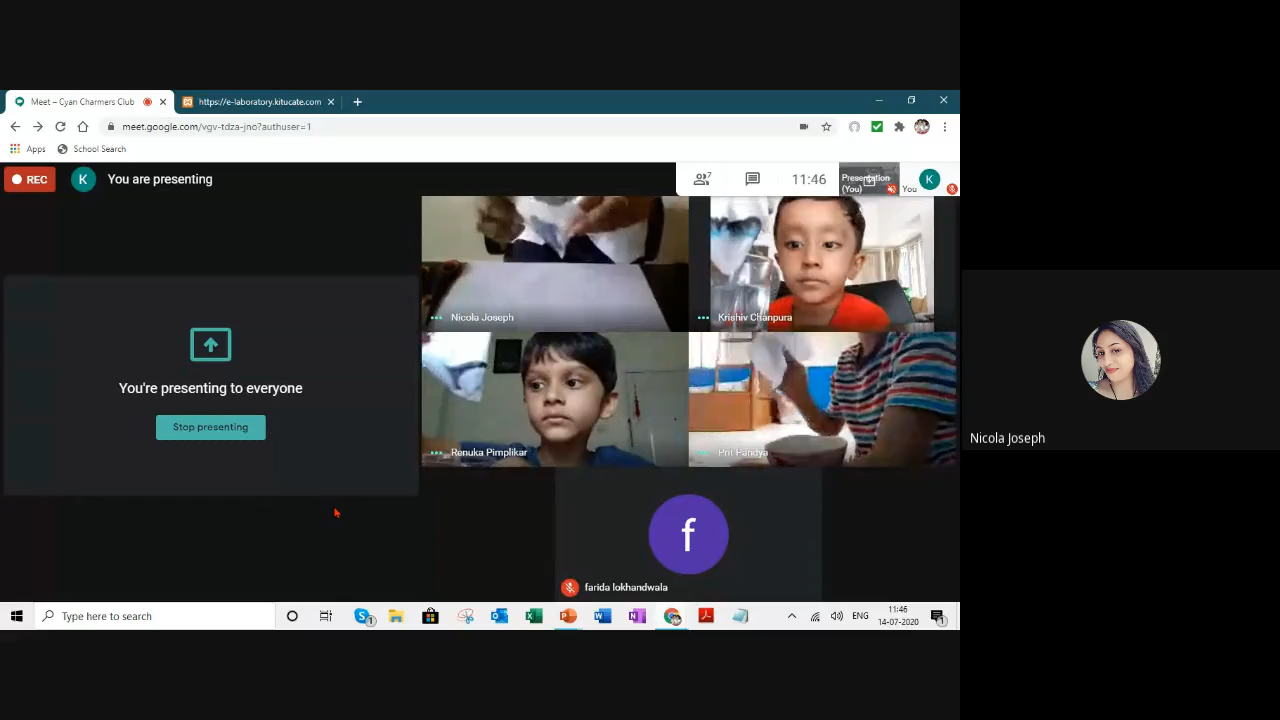 Meet – Cyan Charmers Club
https://e-laboratory.kitucate.com
meet.google.com/vgv-tdza-jno?authuser=1
Apps
School Search
REC
K
You are presenting
7
11:46
Presentation
(You)
You
K
Nicola Joseph
Krishiv Chanpura
You're presenting to everyone
Stop presenting
Renuka Pimplikar
Prit Pandya
Nicola Joseph
f
farida lokhandwala
Type here to search
ENG
11:46
14-07-2020